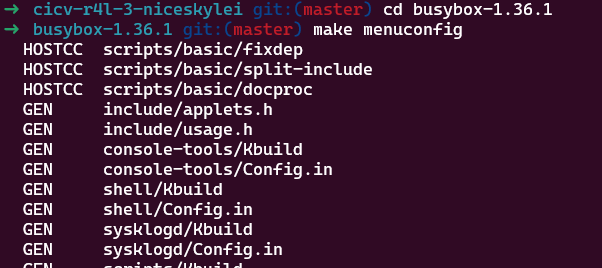 → cicv-r4l-3-niceskylei git:(master) cd busybox-1.36.1
→ busybox-1.36.1 git:(master) make menuconfig
HOSTCC scripts/basic/fixdep
HOSTCC scripts/basic/split-include
HOSTCC scripts/basic/docproc
GEN include/applets.h
GEN include/usage.h
GEN console-tools/Kbuild
GEN console-tools/Config.in
GEN shell/Kbuild
GEN shell/Config.in
GEN sysklogd/Kbuild
GEN sysklogd/Config.in
GEN scripts/Kbuild